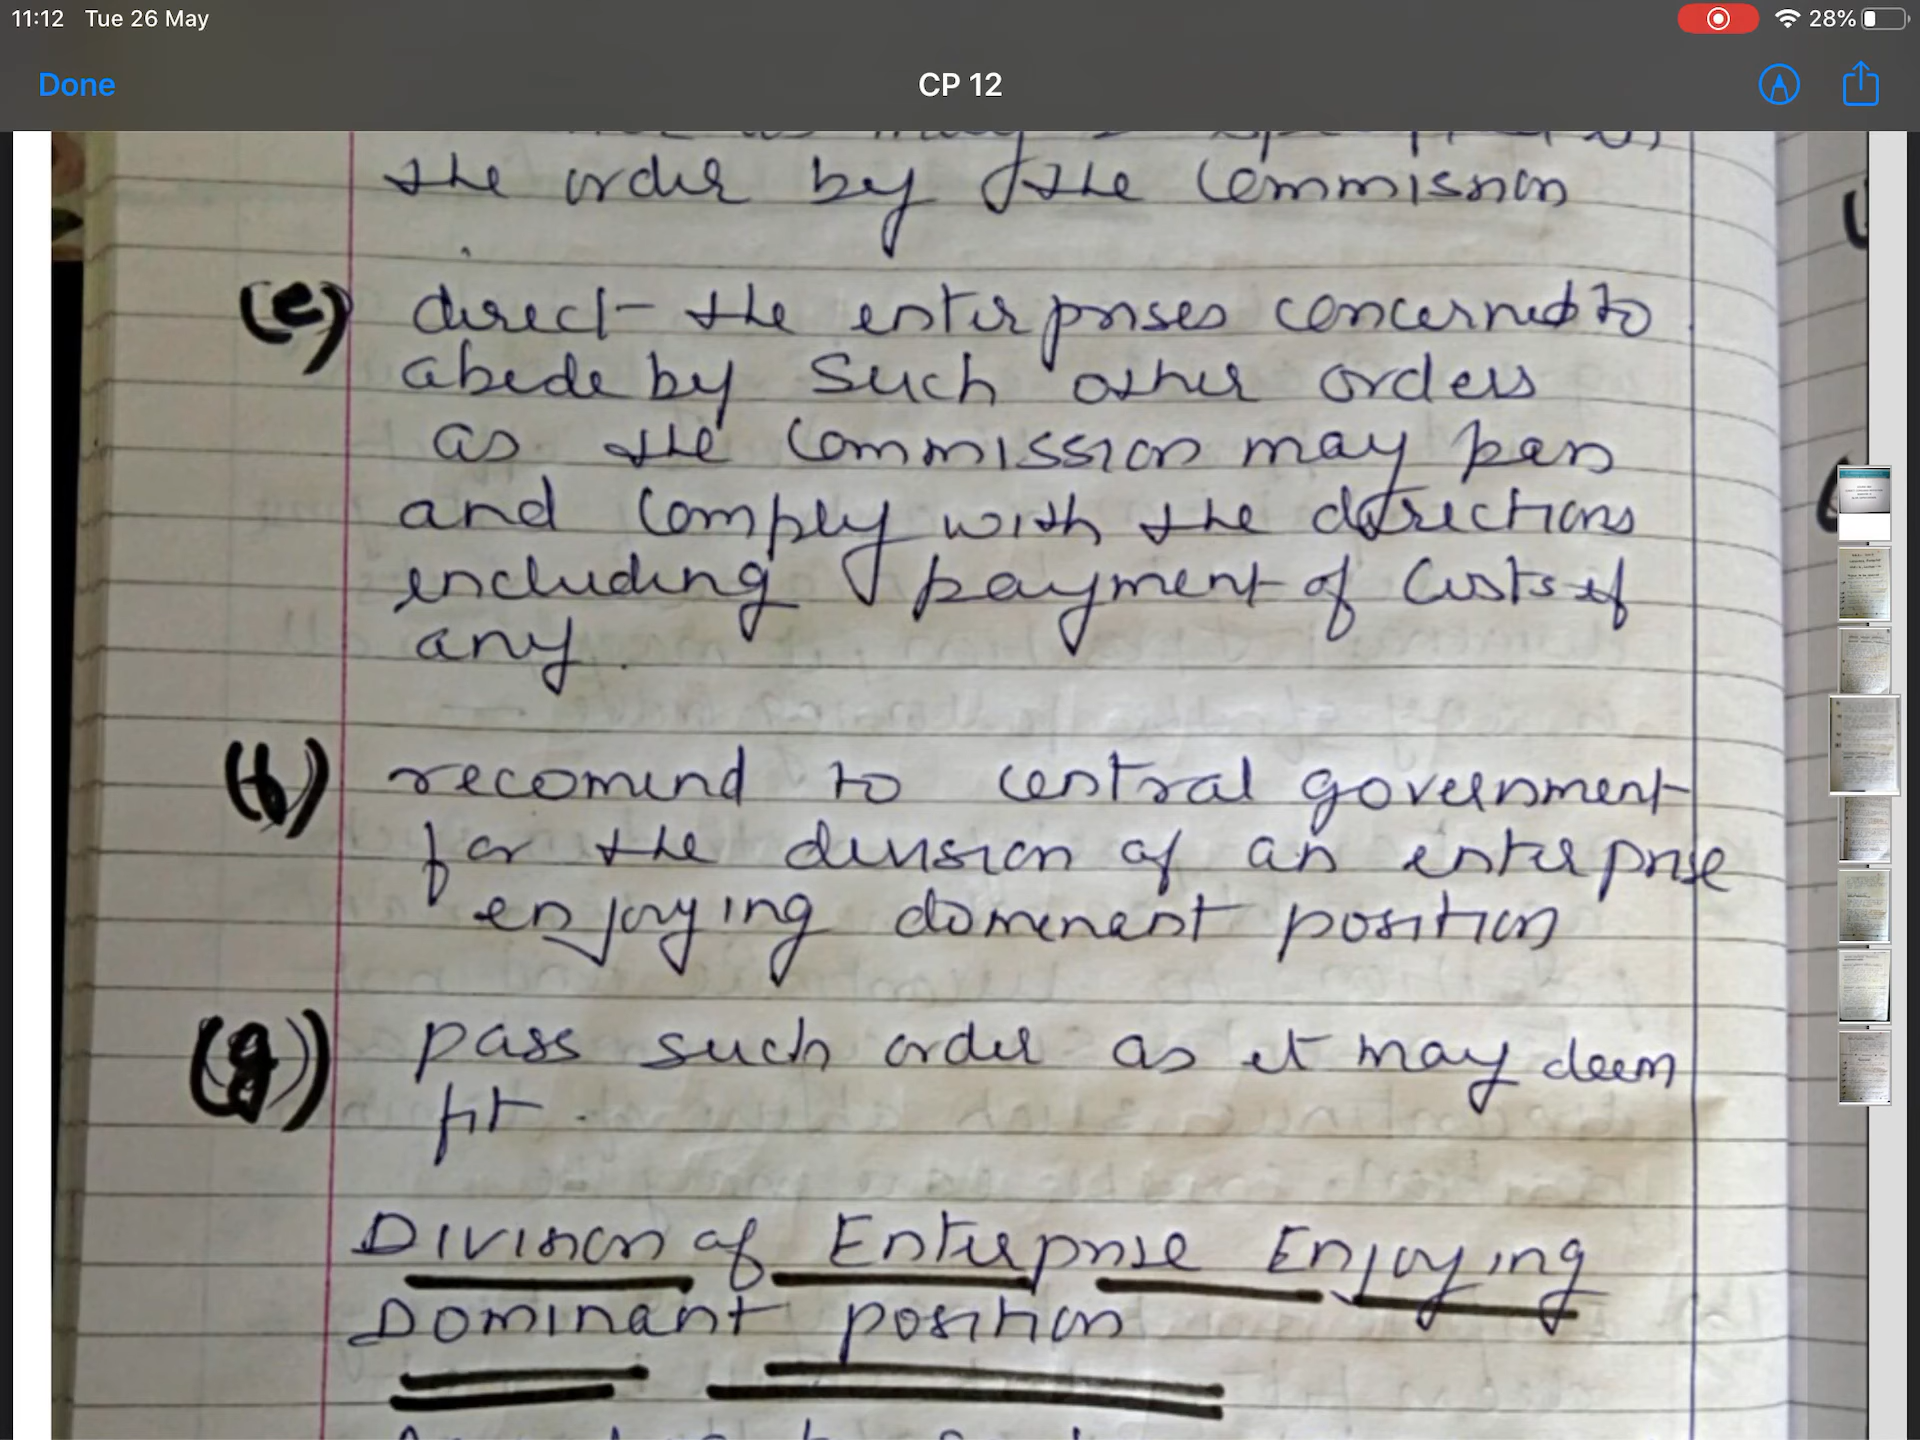 11:12 Tue 26 May
28%
Done
CP 12
the order by the Commission
(e) direct the enterprises concerned to
abide by such other orders
as the Commission may pass
and comply with the directions
including payment of costs if
any.
(f) recomend to central government
for the division of an enterprise
enjoying dominent position
(g) pass such order as it may deem
fit.
Division of Enterprise Enjoying
Dominant position